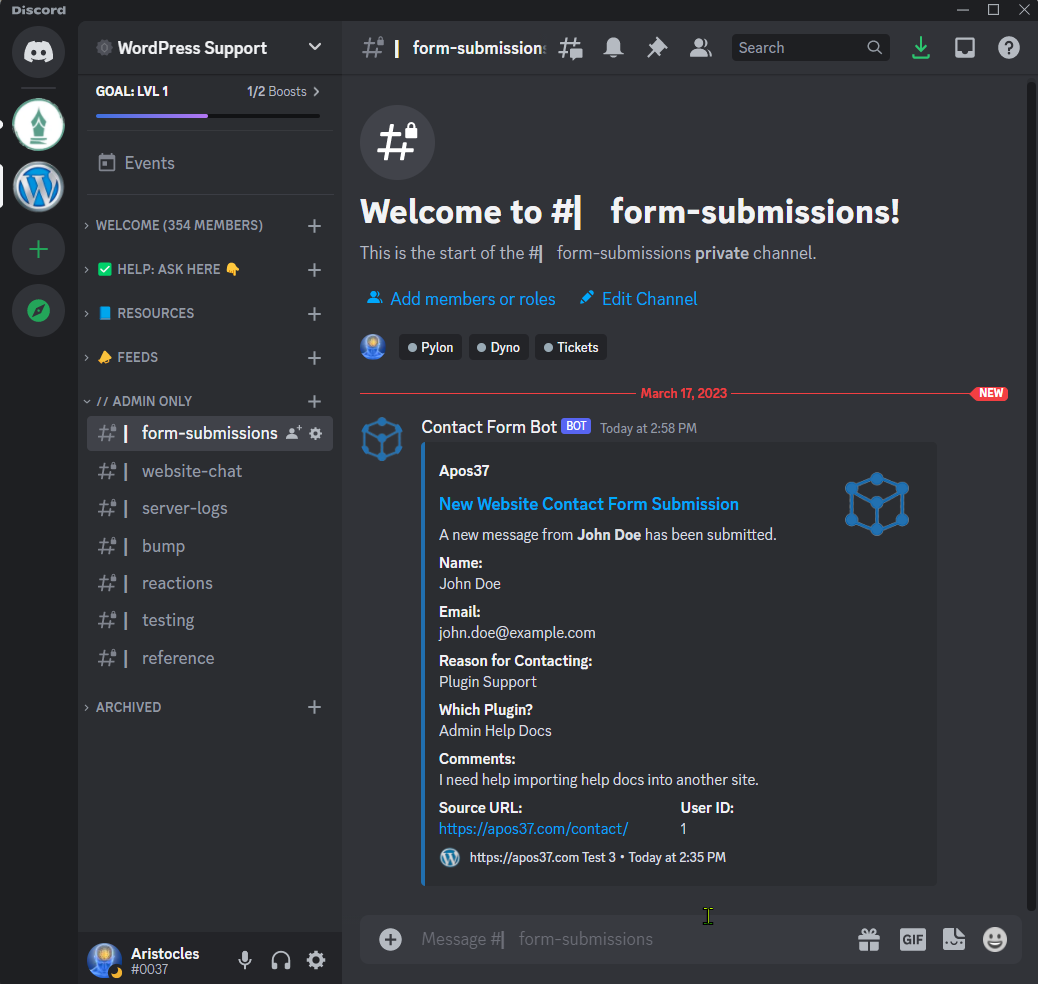 Discord
WordPress Support
GOAL: LVL 1
1/2 Boosts
Events
WELCOME (354 MEMBERS)
✅ HELP: ASK HERE 👇
📘 RESOURCES
📣 FEEDS
// ADMIN ONLY
| form-submissions
| website-chat
| server-logs
| bump
| reactions
| testing
| reference
ARCHIVED
Aristocles
#0037
| form-submission
Search
Welcome to #| form-submissions!
This is the start of the #| form-submissions private channel.
Add members or roles
Edit Channel
Pylon
Dyno
Tickets
March 17, 2023
NEW
Contact Form Bot BOT Today at 2:58 PM
Apos37
New Website Contact Form Submission
A new message from John Doe has been submitted.
Name:
John Doe
Email:
john.doe@example.com
Reason for Contacting:
Plugin Support
Which Plugin?
Admin Help Docs
Comments:
I need help importing help docs into another site.
Source URL: User ID:
https://apos37.com/contact/ 1
https://apos37.com Test 3 • Today at 2:35 PM
Message #| form-submissions
GIF